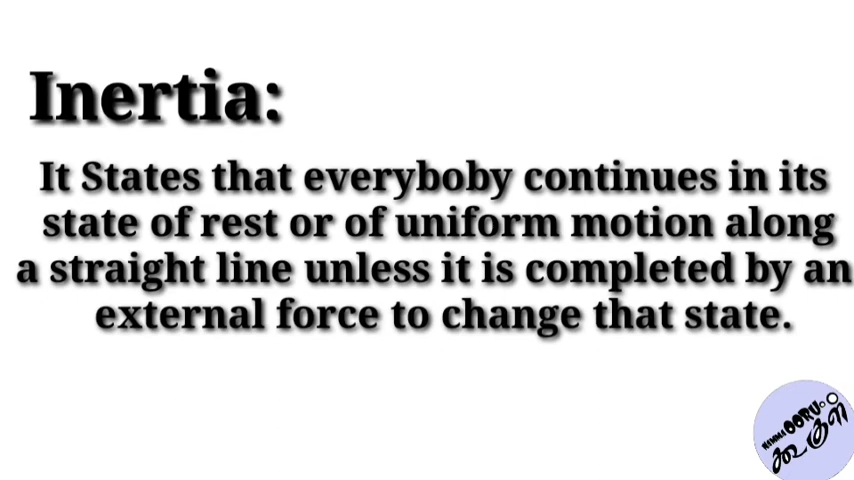 Inertia:
It States that everyboby continues in its
state of rest or of uniform motion along
a straight line unless it is completed by an
external force to change that state.
OORU